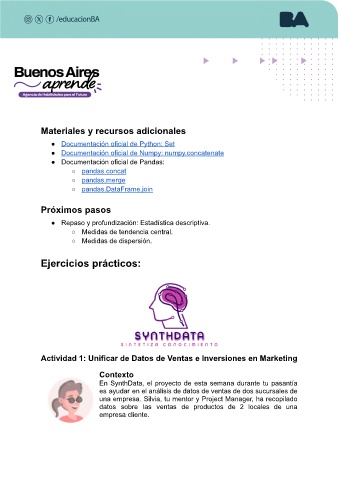 /educacionBA
BA
Buenos Aires
aprende
Agencia de Habilidades para el Futuro
Materiales y recursos adicionales
● Documentación oficial de Python: Set
● Documentación oficial de Numpy: numpy.concatenate
● Documentación oficial de Pandas:
○ pandas.concat
○ pandas.merge
○ pandas.DataFrame.join
Próximos pasos
● Repaso y profundización: Estadística descriptiva.
○ Medidas de tendencia central.
○ Medidas de dispersión.
Ejercicios prácticos:
SYNTHDATA
SINTETIZA CONOCIMIENTO
Actividad 1: Unificar de Datos de Ventas e Inversiones en Marketing
Contexto
En SynthData, el proyecto de esta semana durante tu pasantía
es ayudar en el análisis de datos de ventas de dos sucursales de
una empresa. Silvia, tu mentor y Project Manager, ha recopilado
datos sobre las ventas de productos de 2 locales de una
empresa cliente.